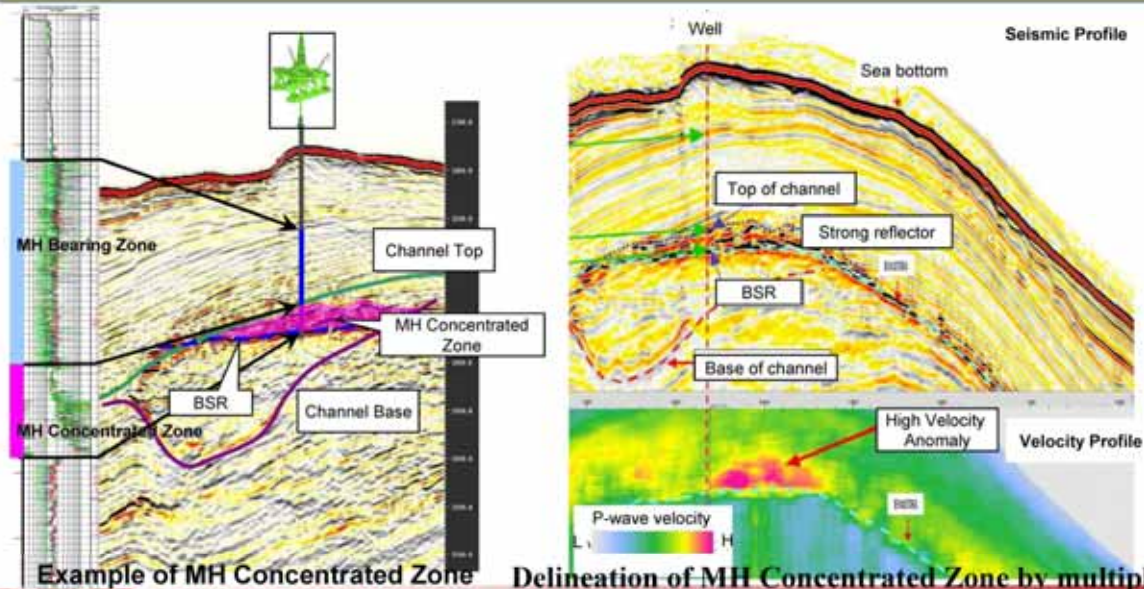 Well
Seismic Profile
Sea bottom
MH Bearing Zone
Channel Top
MH Concentrated
Zone
BSR
Channel Base
MH Concentrated Zone
Top of channel
Strong reflector
BSR
Base of channel
High Velocity
Anomaly
Velocity Profile
P-wave velocity
L
H
Example of MH Concentrated Zone
Delineation of MH Concentrated Zone by multipl